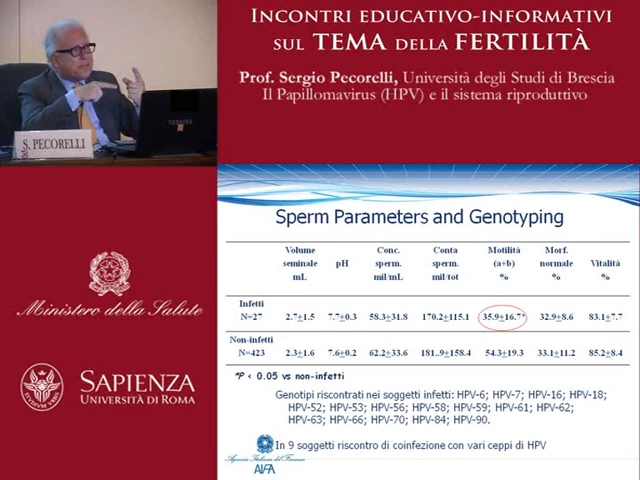 INCONTRI EDUCATIVO-INFORMATIVI
SUL TEMA DELLA FERTILITÀ
Prof. Sergio Pecorelli, Università degli Studi di Brescia
Il Papillomavirus (HPV) e il sistema riproduttivo
TOSHIBA
S. PECORELLI
Sperm Parameters and Genotyping
Volume seminale mL pH Conc. sperm. mil/mL Conta sperm. mil/tot Motilità (a+b) % Morf. normale % Vitalità %
Infetti
N=27 2.7±1.5 7.7±0.3 58.3±31.8 170.2±115.1 35.9±16.7* 32.9±8.6 83.1±7.7
Non-infetti
N=423 2.3±1.6 7.6±0.2 62.2±33.6 181..9±158.4 54.3±19.3 33.1±11.2 85.2±8.4
*P < 0.05 vs non-infetti
Genotipi riscontrati nei soggetti infetti: HPV-6; HPV-7; HPV-16; HPV-18;
HPV-52; HPV-53; HPV-56; HPV-58; HPV-59; HPV-61; HPV-62;
HPV-63; HPV-66; HPV-70; HPV-84; HPV-90.
In 9 soggetti riscontro di coinfezione con vari ceppi di HPV
Agenzia Italiana del Farmaco
AIFA
Ministero della Salute
SAPIENZA
UNIVERSITÀ DI ROMA